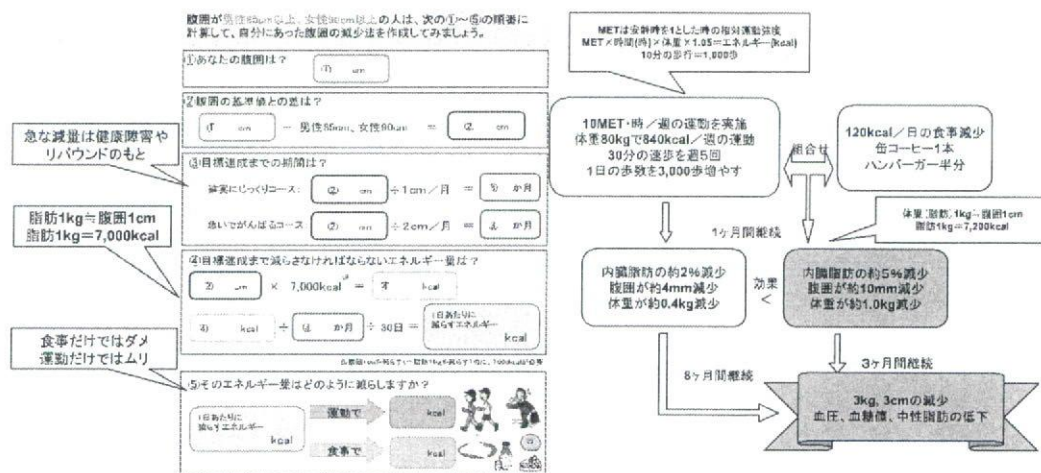 腹囲が男性85cm以上、女性90cm以上の人は、次の①~⑤の順番に
計算して、自分にあった腹囲の減少法を作成してみましょう。
①あなたの腹囲は?
① cm
②腹囲の基準値との差は?
① cm － 男性85cm、女性90cm ＝ ② cm
急な減量は健康障害や
リバウンドのもと
③目標達成までの期間は?
確実にじっくりコース:
② cm ÷1cm/月 ＝ か月
急いでがんばるコース
② cm ÷2cm/月 ＝ か月
脂肪1kg≒腹囲1cm
脂肪1kg＝7,000kcal
④目標達成まで減らさなければならないエネルギー量は?
② cm × 7,000kcal ＝ ④ kcal
④ kcal ÷ か月 ÷ 30日 ＝
1日あたりに
減らすエネルギー
kcal
食事だけではダメ
運動だけではムリ
⑤そのエネルギー量はどのように減らしますか?
1日あたりに
減らすエネルギー
kcal
運動で
kcal
食事で
kcal
METは安静時を1とした時の相対運動強度
MET×時間(時)×体重×1.05＝エネルギー(kcal)
10分の歩行＝1,000歩
10MET・時/週の運動を実施
体重80kgで840kcal/週の運動
30分の速歩を週5回
1日の歩数を3,000歩増やす
組合せ
120kcal/日の食事減少
缶コーヒー1本
ハンバーガー半分
体重(脂肪)1kg≒腹囲1cm
脂肪1kg＝7,200kcal
1ヶ月間継続
内臓脂肪の約2%減少
腹囲が約4mm減少
体重が約0.4kg減少
効果
<
内臓脂肪の約5%減少
腹囲が約10mm減少
体重が約1.0kg減少
8ヶ月間継続
3ヶ月間継続
3kg, 3cmの減少
血圧、血糖値、中性脂肪の低下